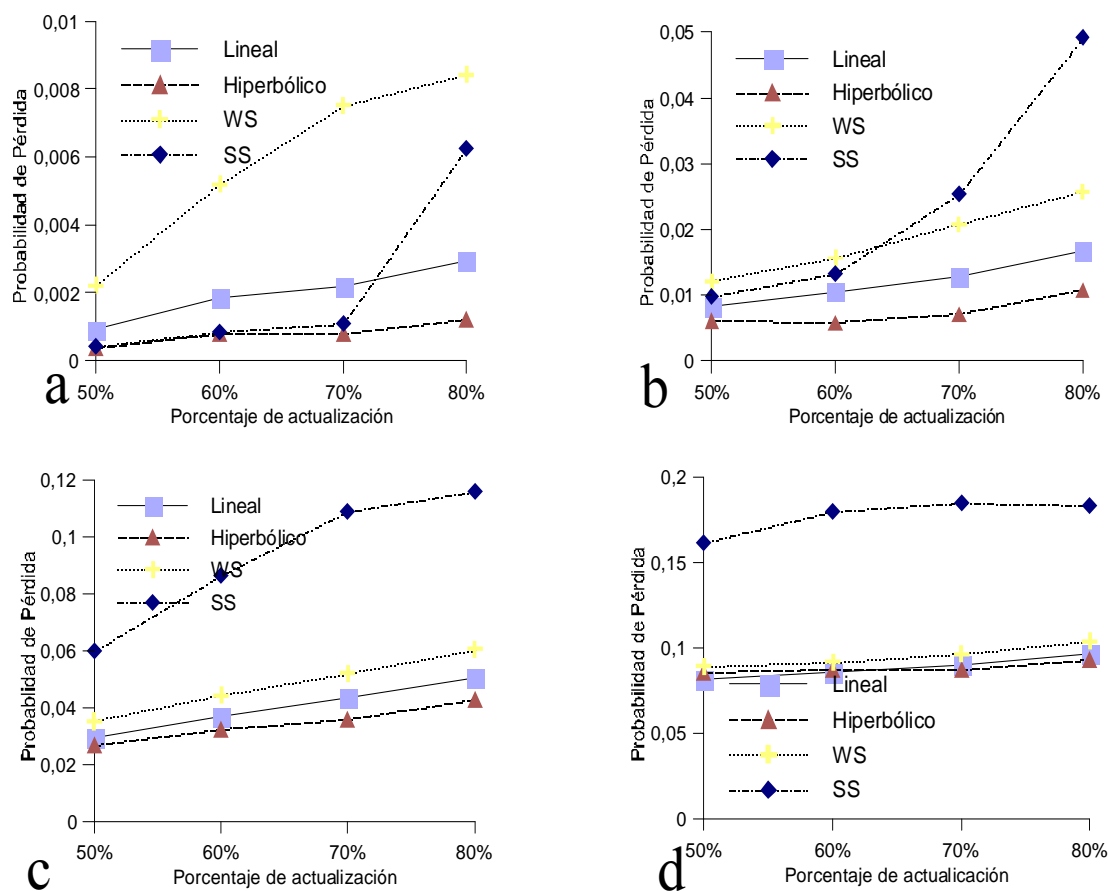 0,01
0,008
0,006
0,004
0,002
0
Probabilidad de Pérdida
Lineal
Hiperbólico
WS
SS
50% 60% 70% 80%
Porcentaje de actualización
a
0,05
0,04
0,03
0,02
0,01
0
Probabilidad de Pérdida
Lineal
Hiperbólico
WS
SS
50% 60% 70% 80%
Porcentaje de actualización
b
0,12
0,1
0,08
0,06
0,04
0,02
0
Probabilidad de Pérdida
Lineal
Hiperbólico
WS
SS
50% 60% 70% 80%
Porcentaje de actualización
c
0,2
0,15
0,1
0,05
0
Probabilidad de Pérdida
Lineal
Hiperbólico
WS
SS
50% 60% 70% 80%
Porcentaje de actualicación
d